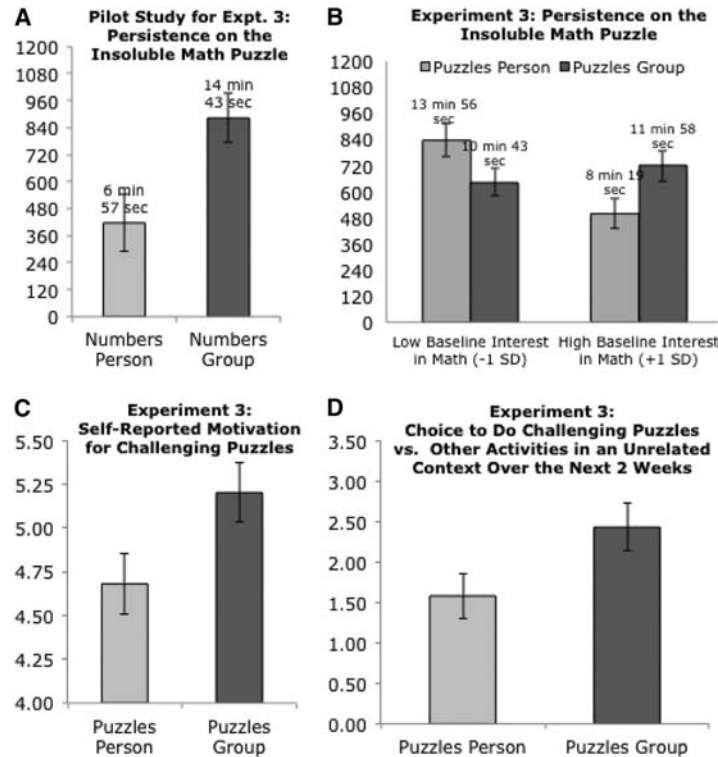 A
Pilot Study for Expt. 3:
Persistence on the
Insoluble Math Puzzle
1200
1080
960
840
720
600
480
360
240
120
0
6 min
57 sec
14 min
43 sec
Numbers
Person
Numbers
Group
B
Experiment 3: Persistence on the
Insoluble Math Puzzle
Puzzles Person
Puzzles Group
1200
1080
960
840
720
600
480
360
240
120
0
13 min 56
sec
10 min 43
sec
8 min 19
sec
11 min 58
sec
Low Baseline Interest
in Math (-1 SD)
High Baseline Interest
in Math (+1 SD)
C
Experiment 3:
Self-Reported Motivation
for Challenging Puzzles
5.50
5.25
5.00
4.75
4.50
4.25
4.00
Puzzles
Person
Puzzles
Group
D
Experiment 3:
Choice to Do Challenging Puzzles
vs. Other Activities in an Unrelated
Context Over the Next 2 Weeks
3.50
3.00
2.50
2.00
1.50
1.00
0.50
0.00
Puzzles Person
Puzzles Group